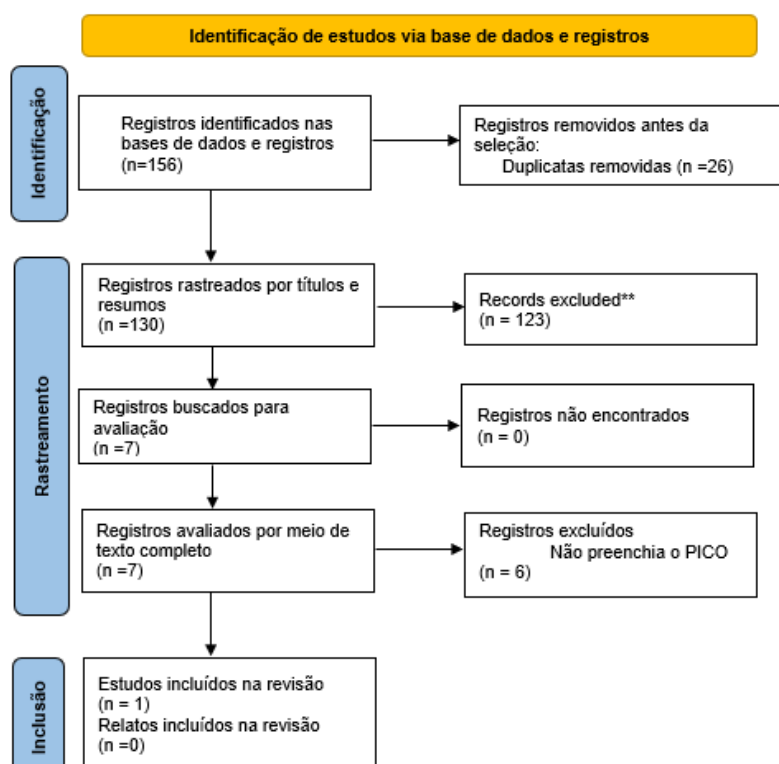 Identificação de estudos via base de dados e registros
Identificação
Registros identificados nas
bases de dados e registros
(n=156)
Registros removidos antes da
seleção:
Duplicatas removidas (n =26)
Rastreamento
Registros rastreados por títulos e
resumos
(n =130)
Records excluded**
(n = 123)
Registros buscados para
avaliação
(n =7)
Registros não encontrados
(n = 0)
Registros avaliados por meio de
texto completo
(n =7)
Registros excluídos
Não preenchia o PICO
(n = 6)
Inclusão
Estudos incluídos na revisão
(n = 1)
Relatos incluídos na revisão
(n =0)